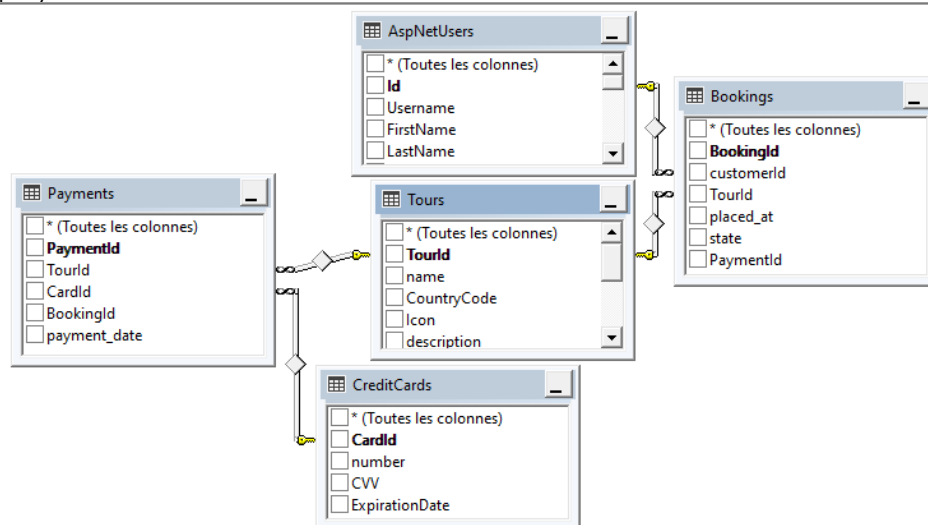 AspNetUsers
* (Toutes les colonnes)
Id
Username
FirstName
LastName
Bookings
* (Toutes les colonnes)
BookingId
customerId
TourId
placed_at
state
PaymentId
Payments
* (Toutes les colonnes)
PaymentId
TourId
CardId
BookingId
payment_date
Tours
* (Toutes les colonnes)
TourId
name
CountryCode
Icon
description
CreditCards
* (Toutes les colonnes)
CardId
number
CVV
ExpirationDate